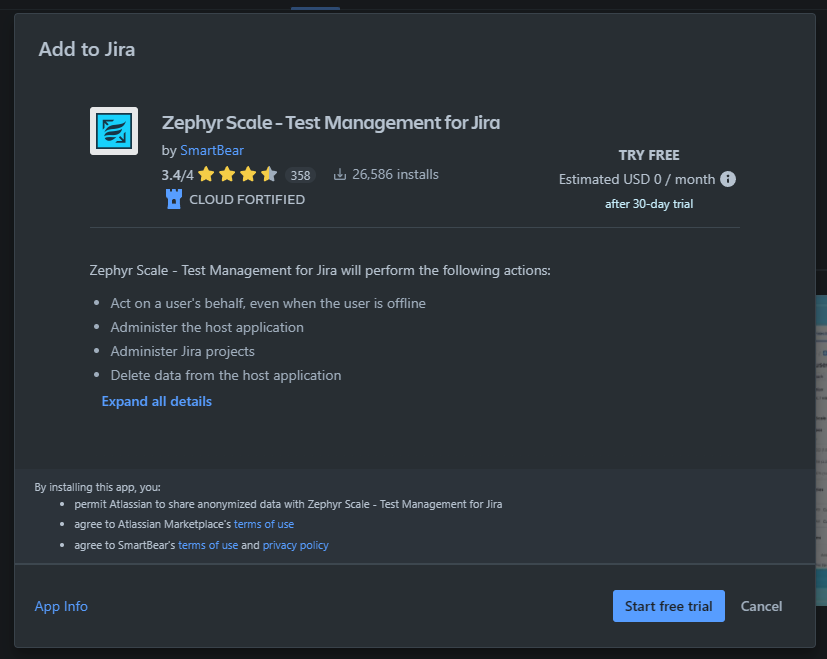 Add to Jira
Zephyr Scale - Test Management for Jira
by SmartBear
3.4/4 358 26,586 installs
CLOUD FORTIFIED
TRY FREE
Estimated USD 0 / month
after 30-day trial
Zephyr Scale - Test Management for Jira will perform the following actions:
• Act on a user's behalf, even when the user is offline
• Administer the host application
• Administer Jira projects
• Delete data from the host application
Expand all details
By installing this app, you:
• permit Atlassian to share anonymized data with Zephyr Scale - Test Management for Jira
• agree to Atlassian Marketplace's terms of use
• agree to SmartBear's terms of use and privacy policy
App Info
Start free trial
Cancel